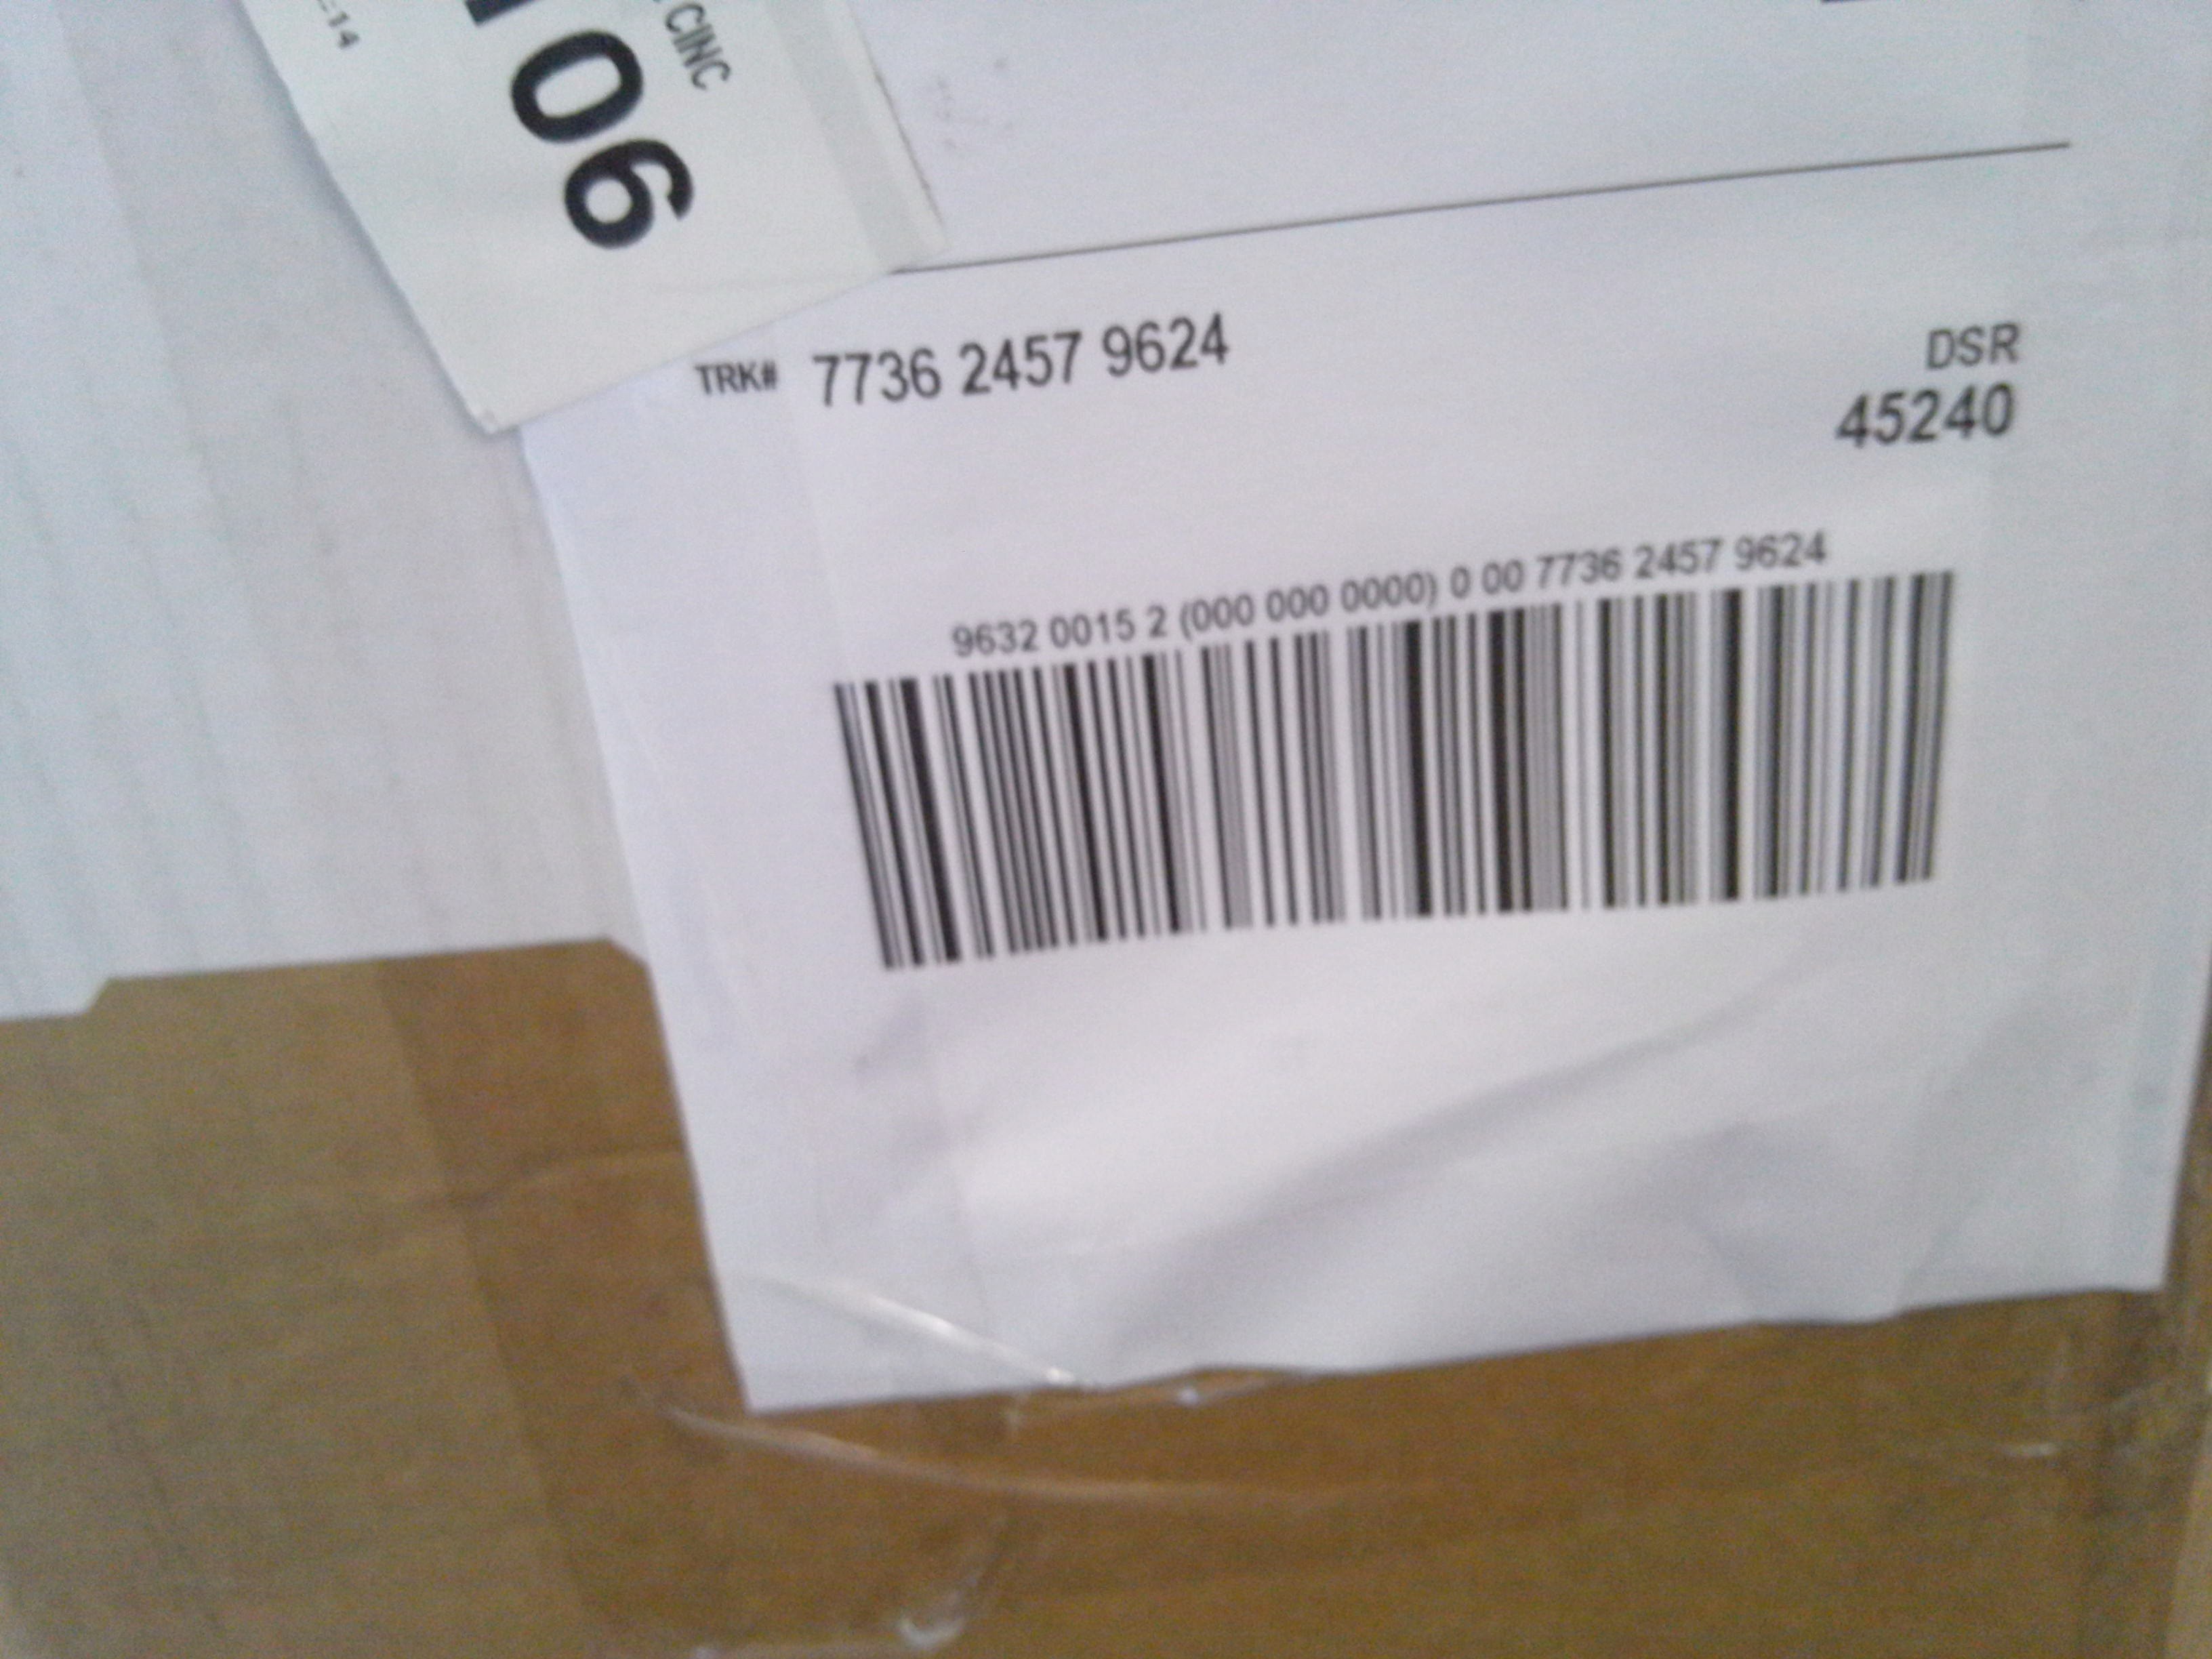 CINC
06
TRK# 7736 2457 9624
DSR
45240
9632 0015 2 (000 000 0000) 0 00 7736 2457 9624